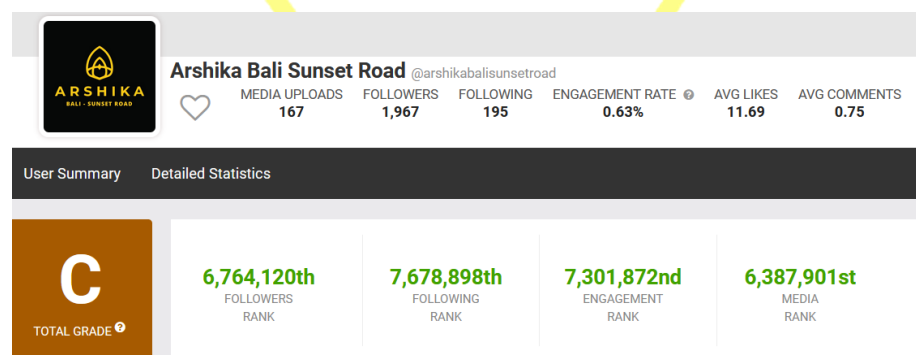 ARSHIKA
BALI - SUNSET ROAD
Arshika Bali Sunset Road @arshikabalisunsetroad
MEDIA UPLOADS FOLLOWERS FOLLOWING ENGAGEMENT RATE ? AVG LIKES AVG COMMENTS
167 1,967 195 0.63% 11.69 0.75
User Summary Detailed Statistics
C
TOTAL GRADE ?
6,764,120th 7,678,898th 7,301,872nd 6,387,901st
FOLLOWERS FOLLOWING ENGAGEMENT MEDIA
RANK RANK RANK RANK